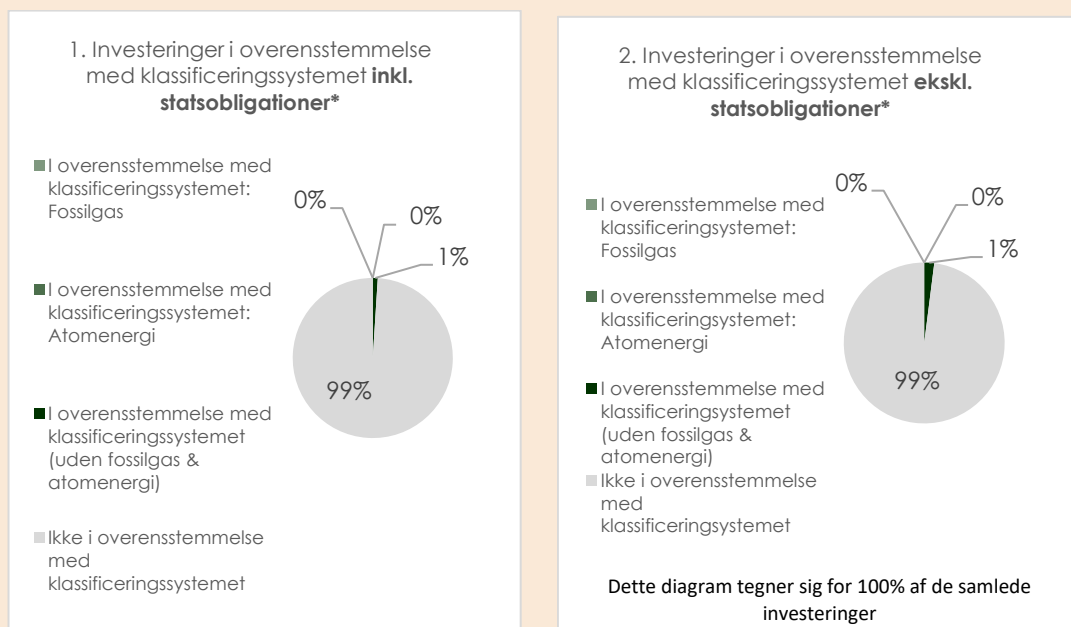 1. Investeringer i overensstemmelse
med klassificeringssystemet inkl.
statsobligationer*
I overensstemmelse med
klassificeringssystemet:
Fossilgas
I overensstemmelse med
klassificeringssystemet:
Atomenergi
I overensstemmelse med
klassificeringssystemet
(uden fossilgas &
atomenergi)
Ikke i overensstemmelse
med
klassificeringsystemet
0%
0%
1%
99%
2. Investeringer i overensstemmelse
med klassificeringssystemet ekskl.
statsobligationer*
I overensstemmelse med
klassificeringssystemet:
Fossilgas
I overensstemmelse med
klassificeringssystemet:
Atomenergi
I overensstemmelse med
klassificeringssystemet
(uden fossilgas &
atomenergi)
Ikke i overensstemmelse
med
klassificeringsystemet
0%
0%
1%
99%
Dette diagram tegner sig for 100% af de samlede
investeringer